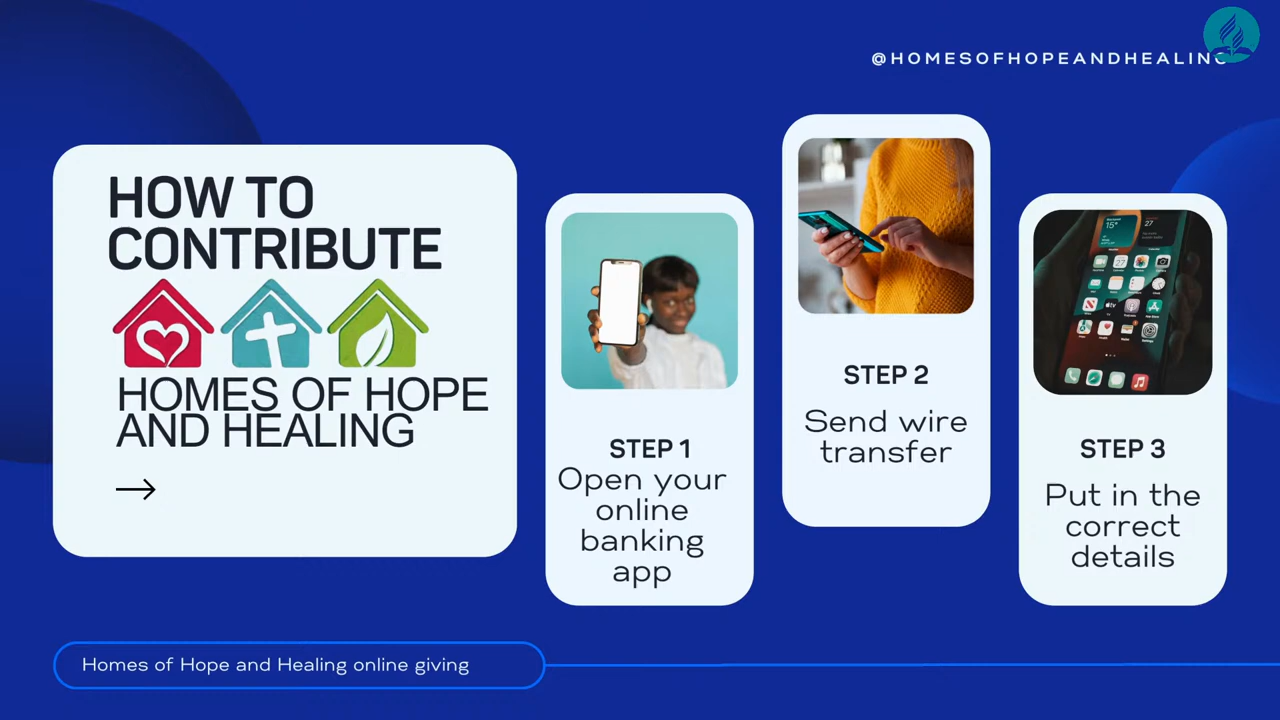 @HOMESOFHOPEANDHEALING
HOW TO
CONTRIBUTE
HOMES OF HOPE
AND HEALING
STEP 1
Open your
online
banking
app
STEP 2
Send wire
transfer
STEP 3
Put in the
correct
details
Homes of Hope and Healing online giving